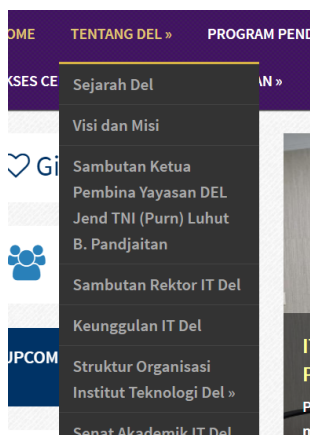 OME TENTANG DEL » PROGRAM PEND
KSES CE AN »
Sejarah Del
Visi dan Misi
Gi
Sambutan Ketua
Pembina Yayasan DEL
Jend TNI (Purn) Luhut
B. Pandjaitan
Sambutan Rektor IT Del
Keunggulan IT Del
UPCOM
Struktur Organisasi
Institut Teknologi Del »
Senat Akademik IT Del